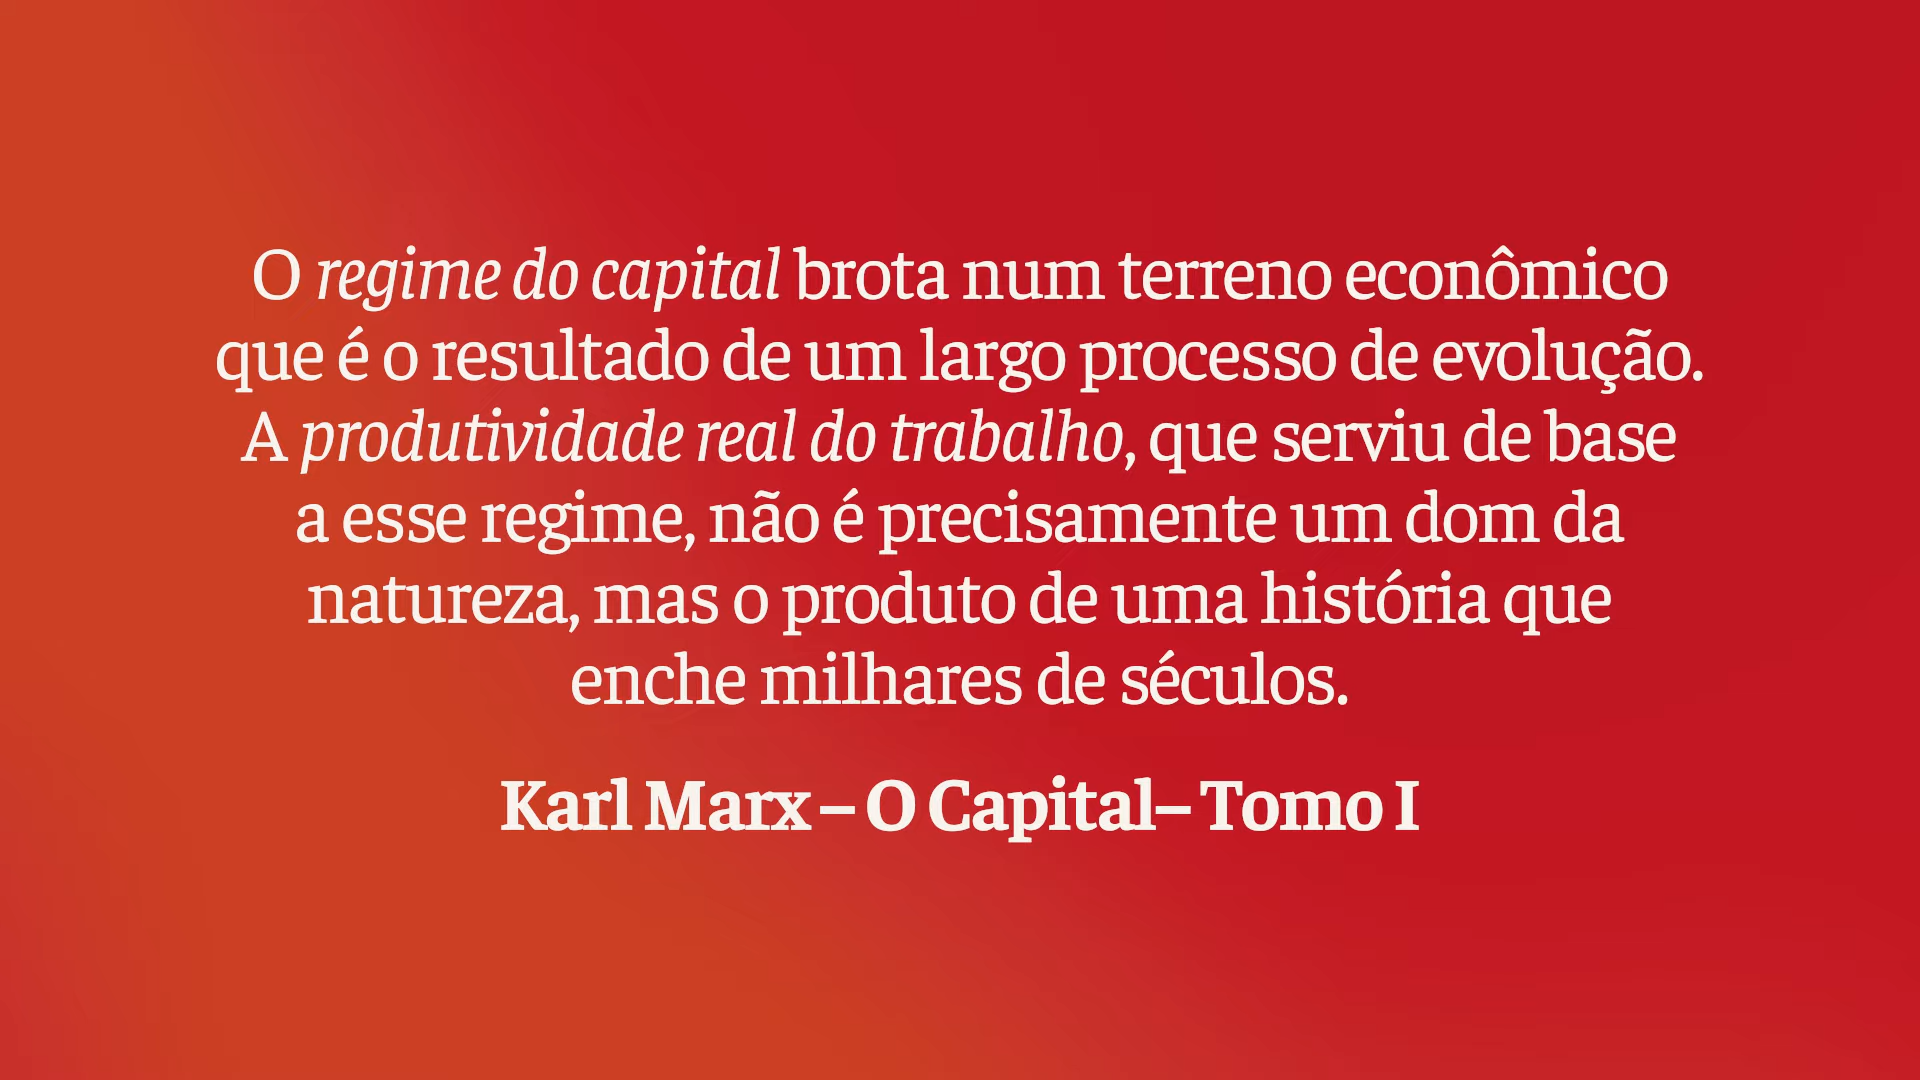 O regime do capital brota num terreno econômico
que é o resultado de um largo processo de evolução.
A produtividade real do trabalho, que serviu de base
a esse regime, não é precisamente um dom da
natureza, mas o produto de uma história que
enche milhares de séculos.
Karl Marx – O Capital– Tomo I